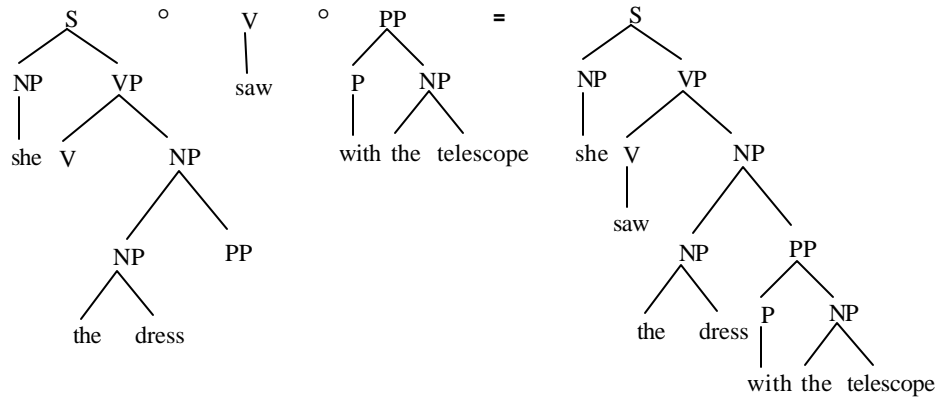 S ° V ° PP = S
NP VP saw P NP NP VP
she V NP with the telescope she V NP
saw
NP PP NP PP
the dress the dress P NP
with the telescope